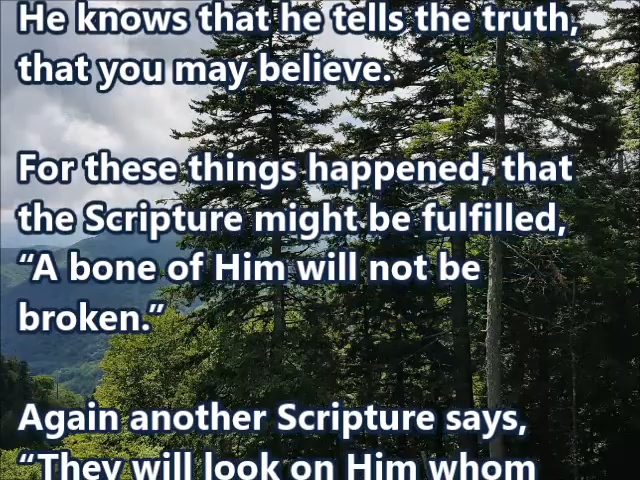 He knows that he tells the truth,
that you may believe.
For these things happened, that
the Scripture might be fulfilled,
“A bone of Him will not be
broken.”
Again another Scripture says,
“They will look on Him whom